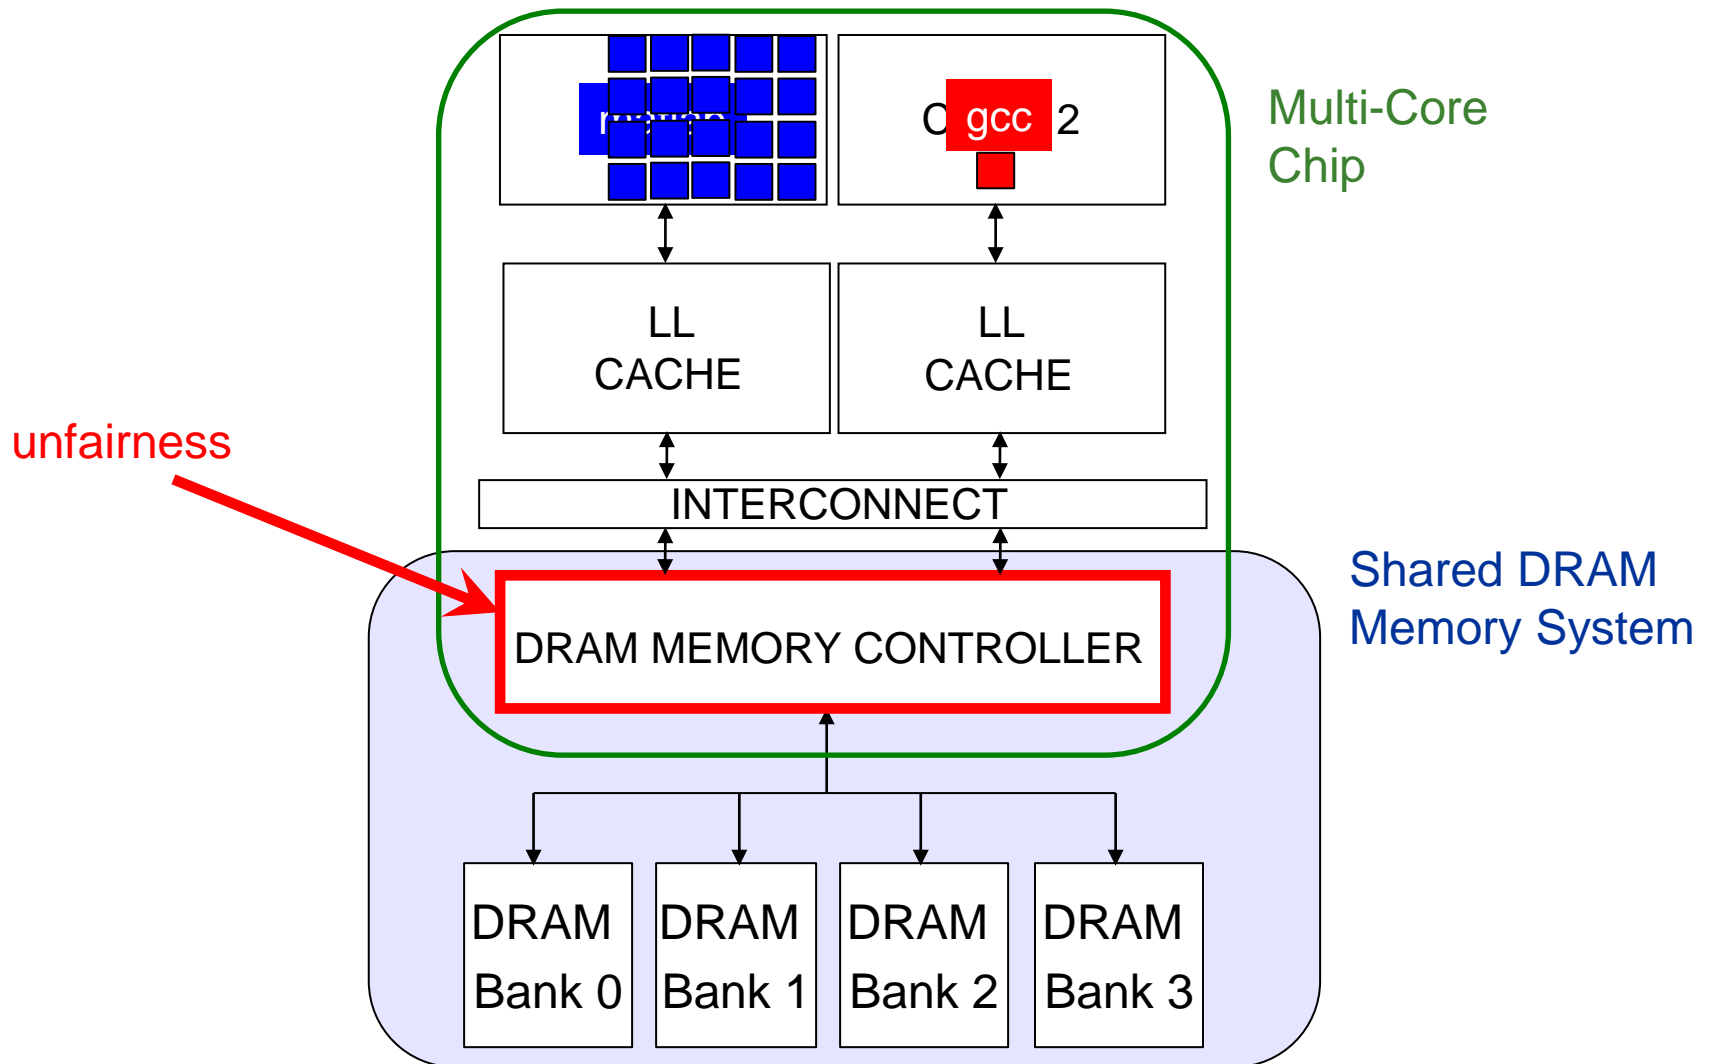 gcc
2
Multi-Core
Chip
LL
CACHE
LL
CACHE
unfairness
INTERCONNECT
Shared DRAM
Memory System
DRAM MEMORY CONTROLLER
DRAM
Bank 0
DRAM
Bank 1
DRAM
Bank 2
DRAM
Bank 3